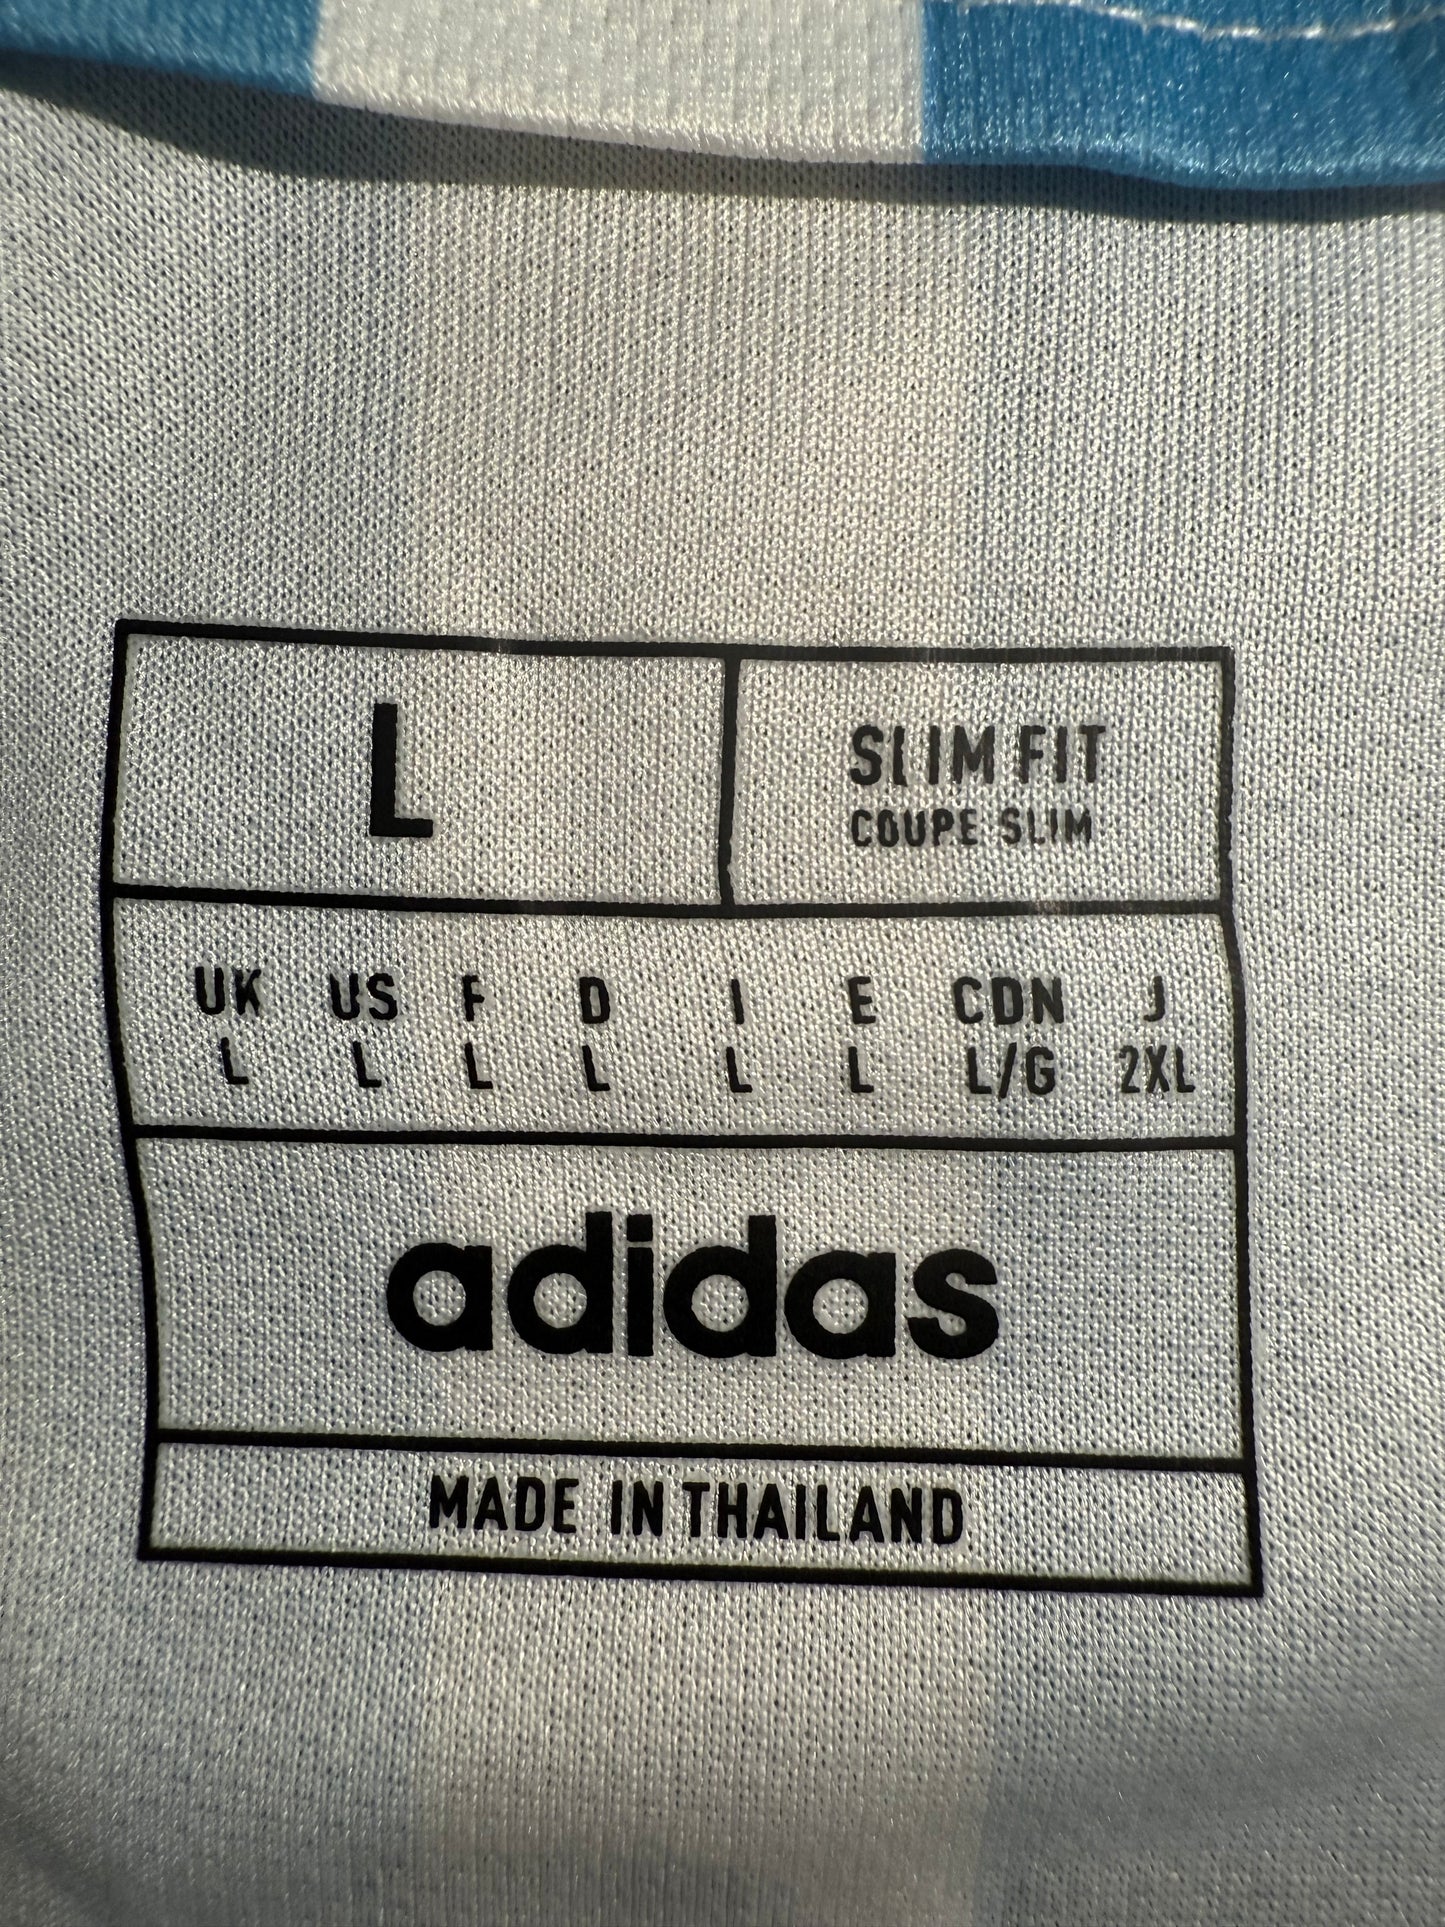 L
SLIM FIT
COUPE SLIM
UK US F D I E CDN J
L L L L L L L/G 2XL
adidas
MADE IN THAILAND